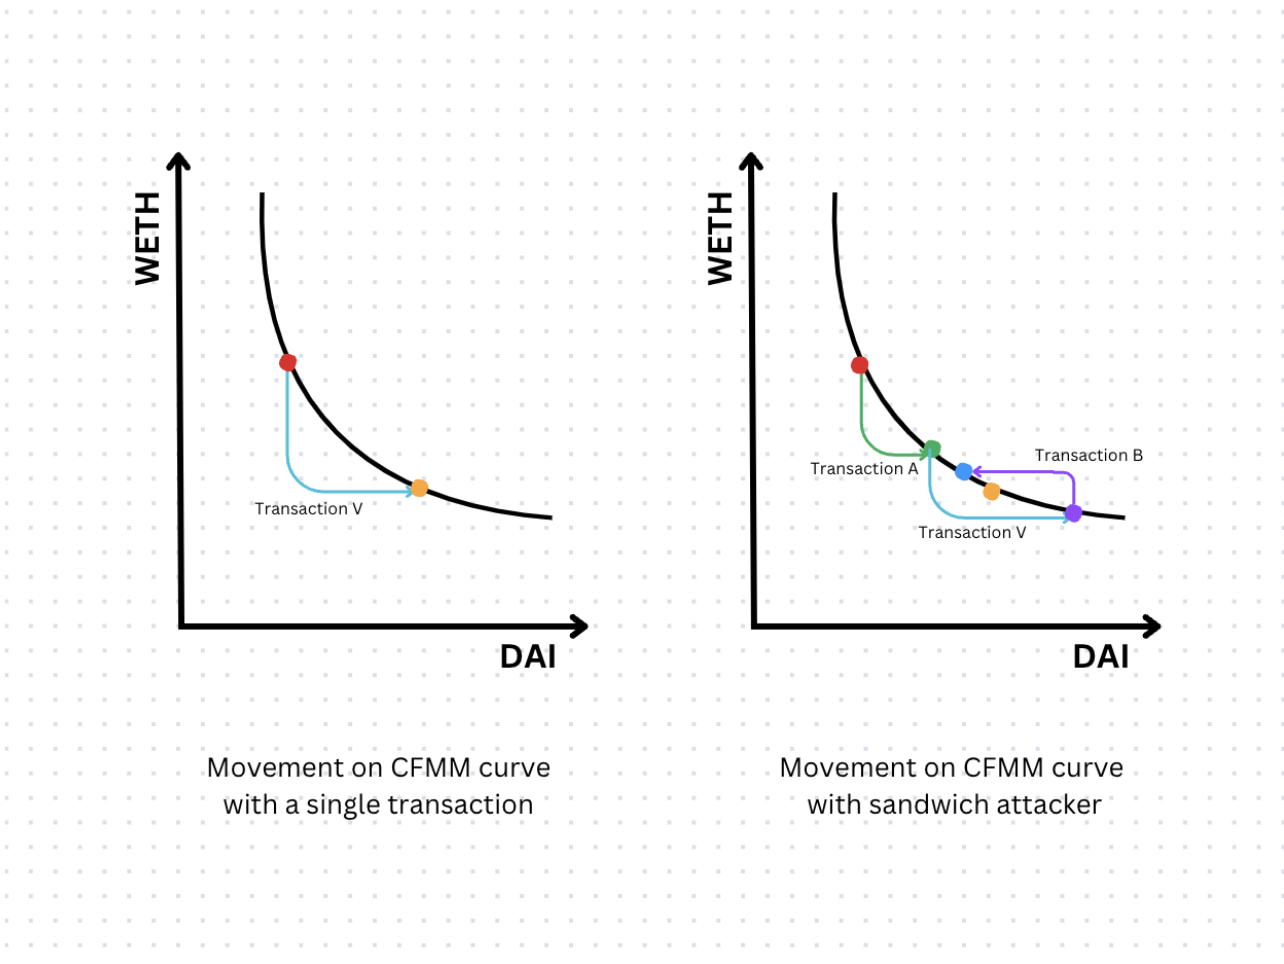 WETH
Transaction V
DAI
Movement on CFMM curve
with a single transaction
WETH
Transaction A
Transaction B
Transaction V
DAI
Movement on CFMM curve
with sandwich attacker